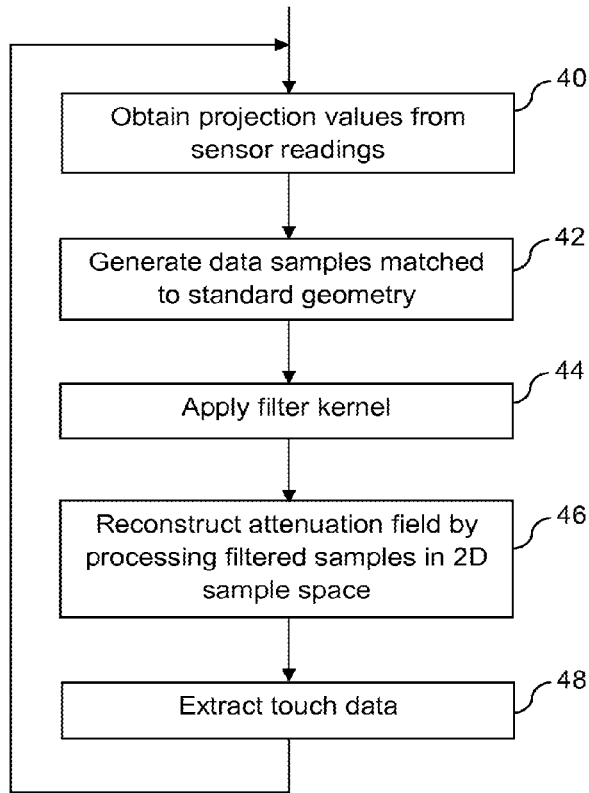 40
Obtain projection values from
sensor readings
42
Generate data samples matched
to standard geometry
44
Apply filter kernel
46
Reconstruct attenuation field by
processing filtered samples in 2D
sample space
48
Extract touch data